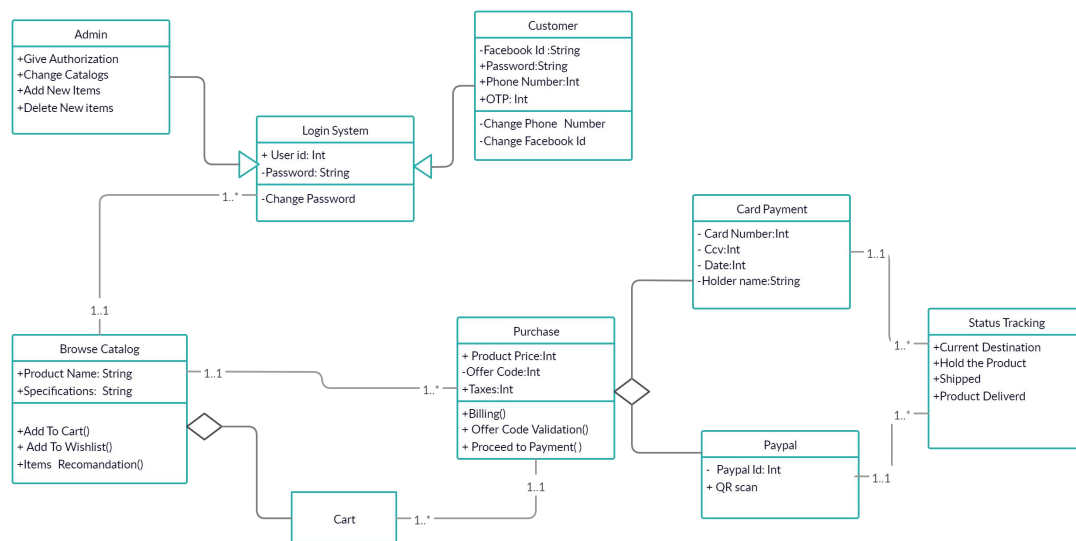 Admin
+Give Authorization
+Change Catalogs
+Add New Items
+Delete New items
Customer
-Facebook Id :String
+Password:String
+Phone Number:Int
+OTP: Int
-Change Phone Number
-Change Facebook Id
Login System
+ User id: Int
-Password: String
-Change Password
1..*
1..1
Browse Catalog
+Product Name: String
+Specifications: String
+Add To Cart()
+ Add To Wishlist()
+Items Recomandation()
1..1
1..*
Purchase
+ Product Price:Int
-Offer Code:Int
+Taxes:Int
+Billing()
+ Offer Code Validation()
+ Proceed to Payment( )
1..1
1..*
Cart
Card Payment
- Card Number:Int
- Ccv:Int
- Date:Int
-Holder name:String
1..1
1..*
Status Tracking
+Current Destination
+Hold the Product
+Shipped
+Product Deliverd
1..*
1..1
Paypal
- Paypal Id: Int
+ QR scan